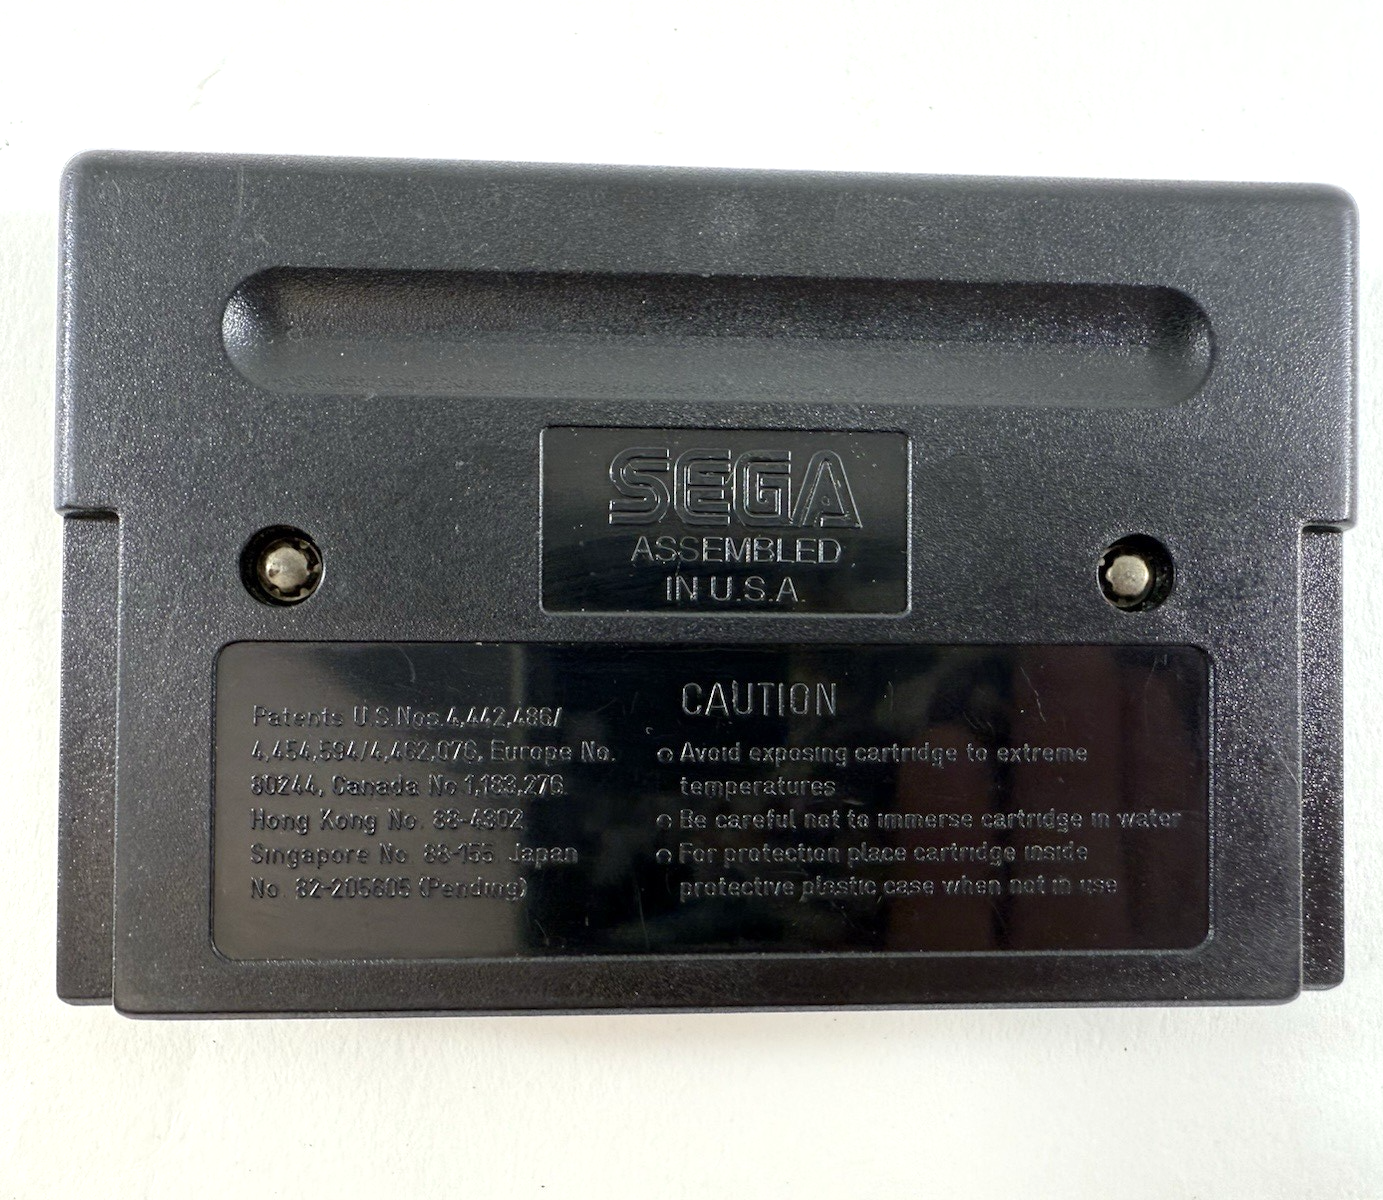 SEGA
ASSEMBLED
IN U.S.A.
Patents U.S.Nos.4,442,486/
4,454,594/4,462,076, Europe No.
80244, Canada No 1,183,276
Hong Kong No. 88-4302
Singapore No 88-155 Japan
No. 82-205605 (Pending)
CAUTION
o Avoid exposing cartridge to extreme
temperatures
o Be careful not to immerse cartridge in water
o For protection place cartridge inside
protective plastic case when not in use